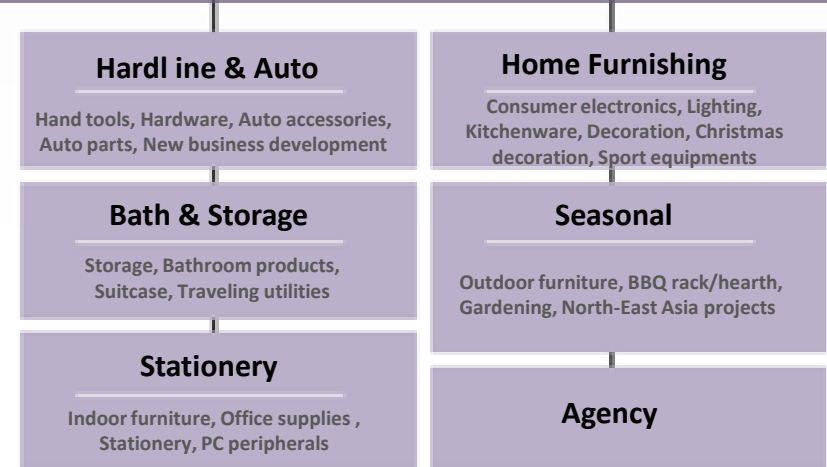 Hardl ine & Auto
Hand tools, Hardware, Auto accessories,
Auto parts, New business development
Bath & Storage
Storage, Bathroom products,
Suitcase, Traveling utilities
Stationery
Indoor furniture, Office supplies ,
Stationery, PC peripherals
Home Furnishing
Consumer electronics, Lighting,
Kitchenware, Decoration, Christmas
decoration, Sport equipments
Seasonal
Outdoor furniture, BBQ rack/hearth,
Gardening, North-East Asia projects
Agency